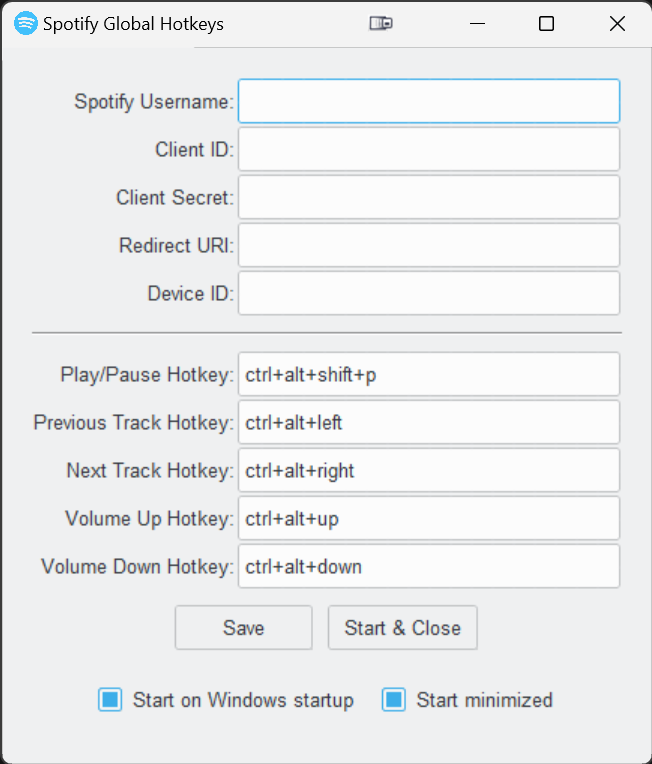 Spotify Global Hotkeys
Spotify Username:
Client ID:
Client Secret:
Redirect URI:
Device ID:
Play/Pause Hotkey: ctrl+alt+shift+p
Previous Track Hotkey: ctrl+alt+left
Next Track Hotkey: ctrl+alt+right
Volume Up Hotkey: ctrl+alt+up
Volume Down Hotkey: ctrl+alt+down
Save Start & Close
Start on Windows startup Start minimized